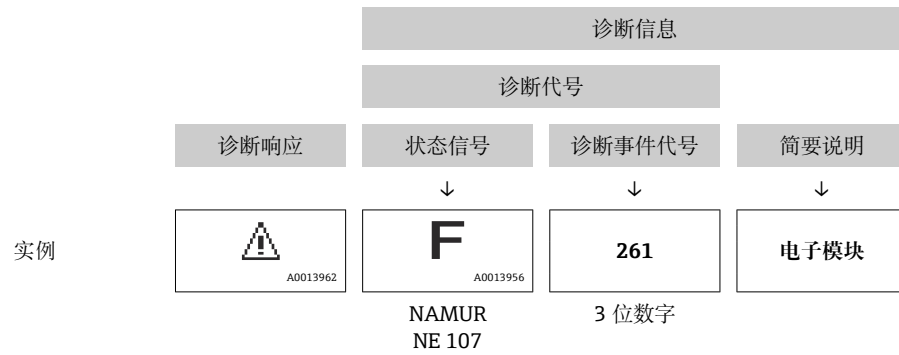 诊断信息
诊断代号
诊断响应 状态信号 诊断事件代号 简要说明
↓ ↓ ↓
实例 ⚠ F 261 电子模块
A0013962 A0013956
NAMUR 3 位数字
NE 107